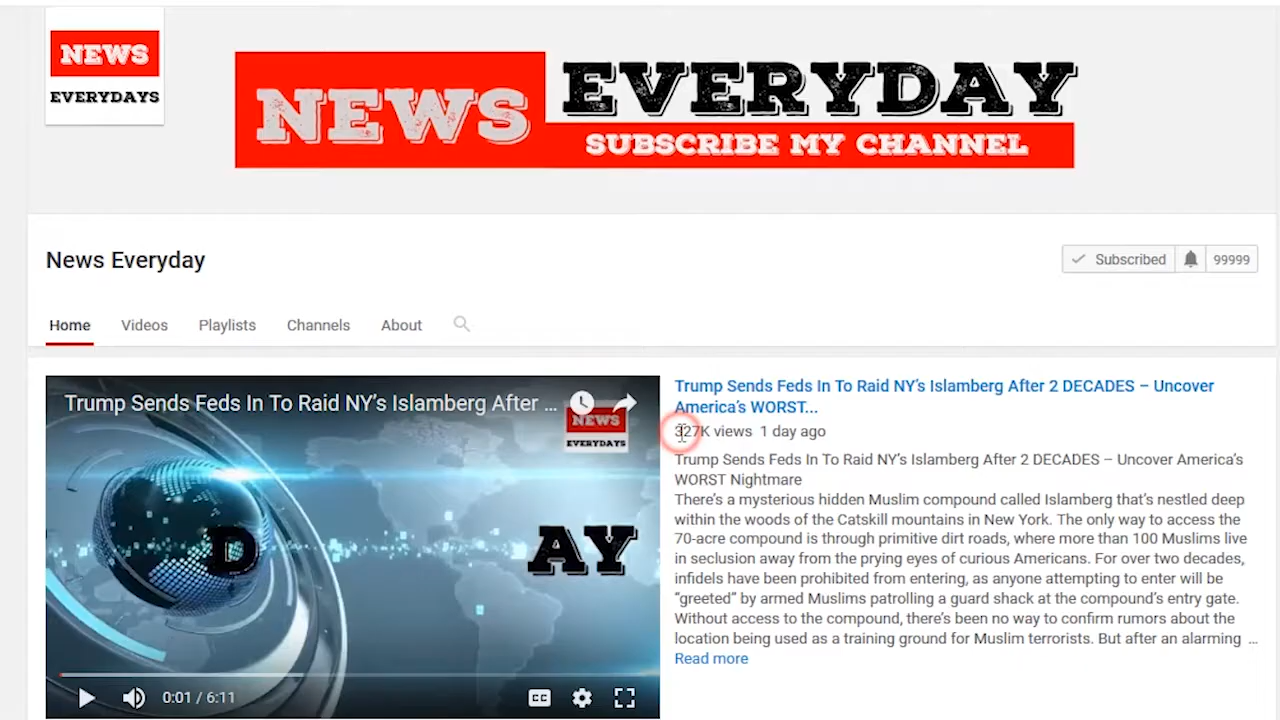 NEWS
EVERYDAYS
NEWS
EVERYDAY
SUBSCRIBE MY CHANNEL
News Everyday
Subscribed
99999
Home Videos Playlists Channels About
Trump Sends Feds In To Raid NY's Islamberg After ...
NEWS
EVERYDAYS
D AY
0:01 / 6:11
CC
Trump Sends Feds In To Raid NY's Islamberg After 2 DECADES – Uncover
America's WORST...
327K views 1 day ago
Trump Sends Feds In To Raid NY's Islamberg After 2 DECADES – Uncover America's
WORST Nightmare
There's a mysterious hidden Muslim compound called Islamberg that's nestled deep
within the woods of the Catskill mountains in New York. The only way to access the
70-acre compound is through primitive dirt roads, where more than 100 Muslims live
in seclusion away from the prying eyes of curious Americans. For over two decades,
infidels have been prohibited from entering, as anyone attempting to enter will be
“greeted” by armed Muslims patrolling a guard shack at the compound's entry gate.
Without access to the compound, there's been no way to confirm rumors about the
location being used as a training ground for Muslim terrorists. But after an alarming ...
Read more